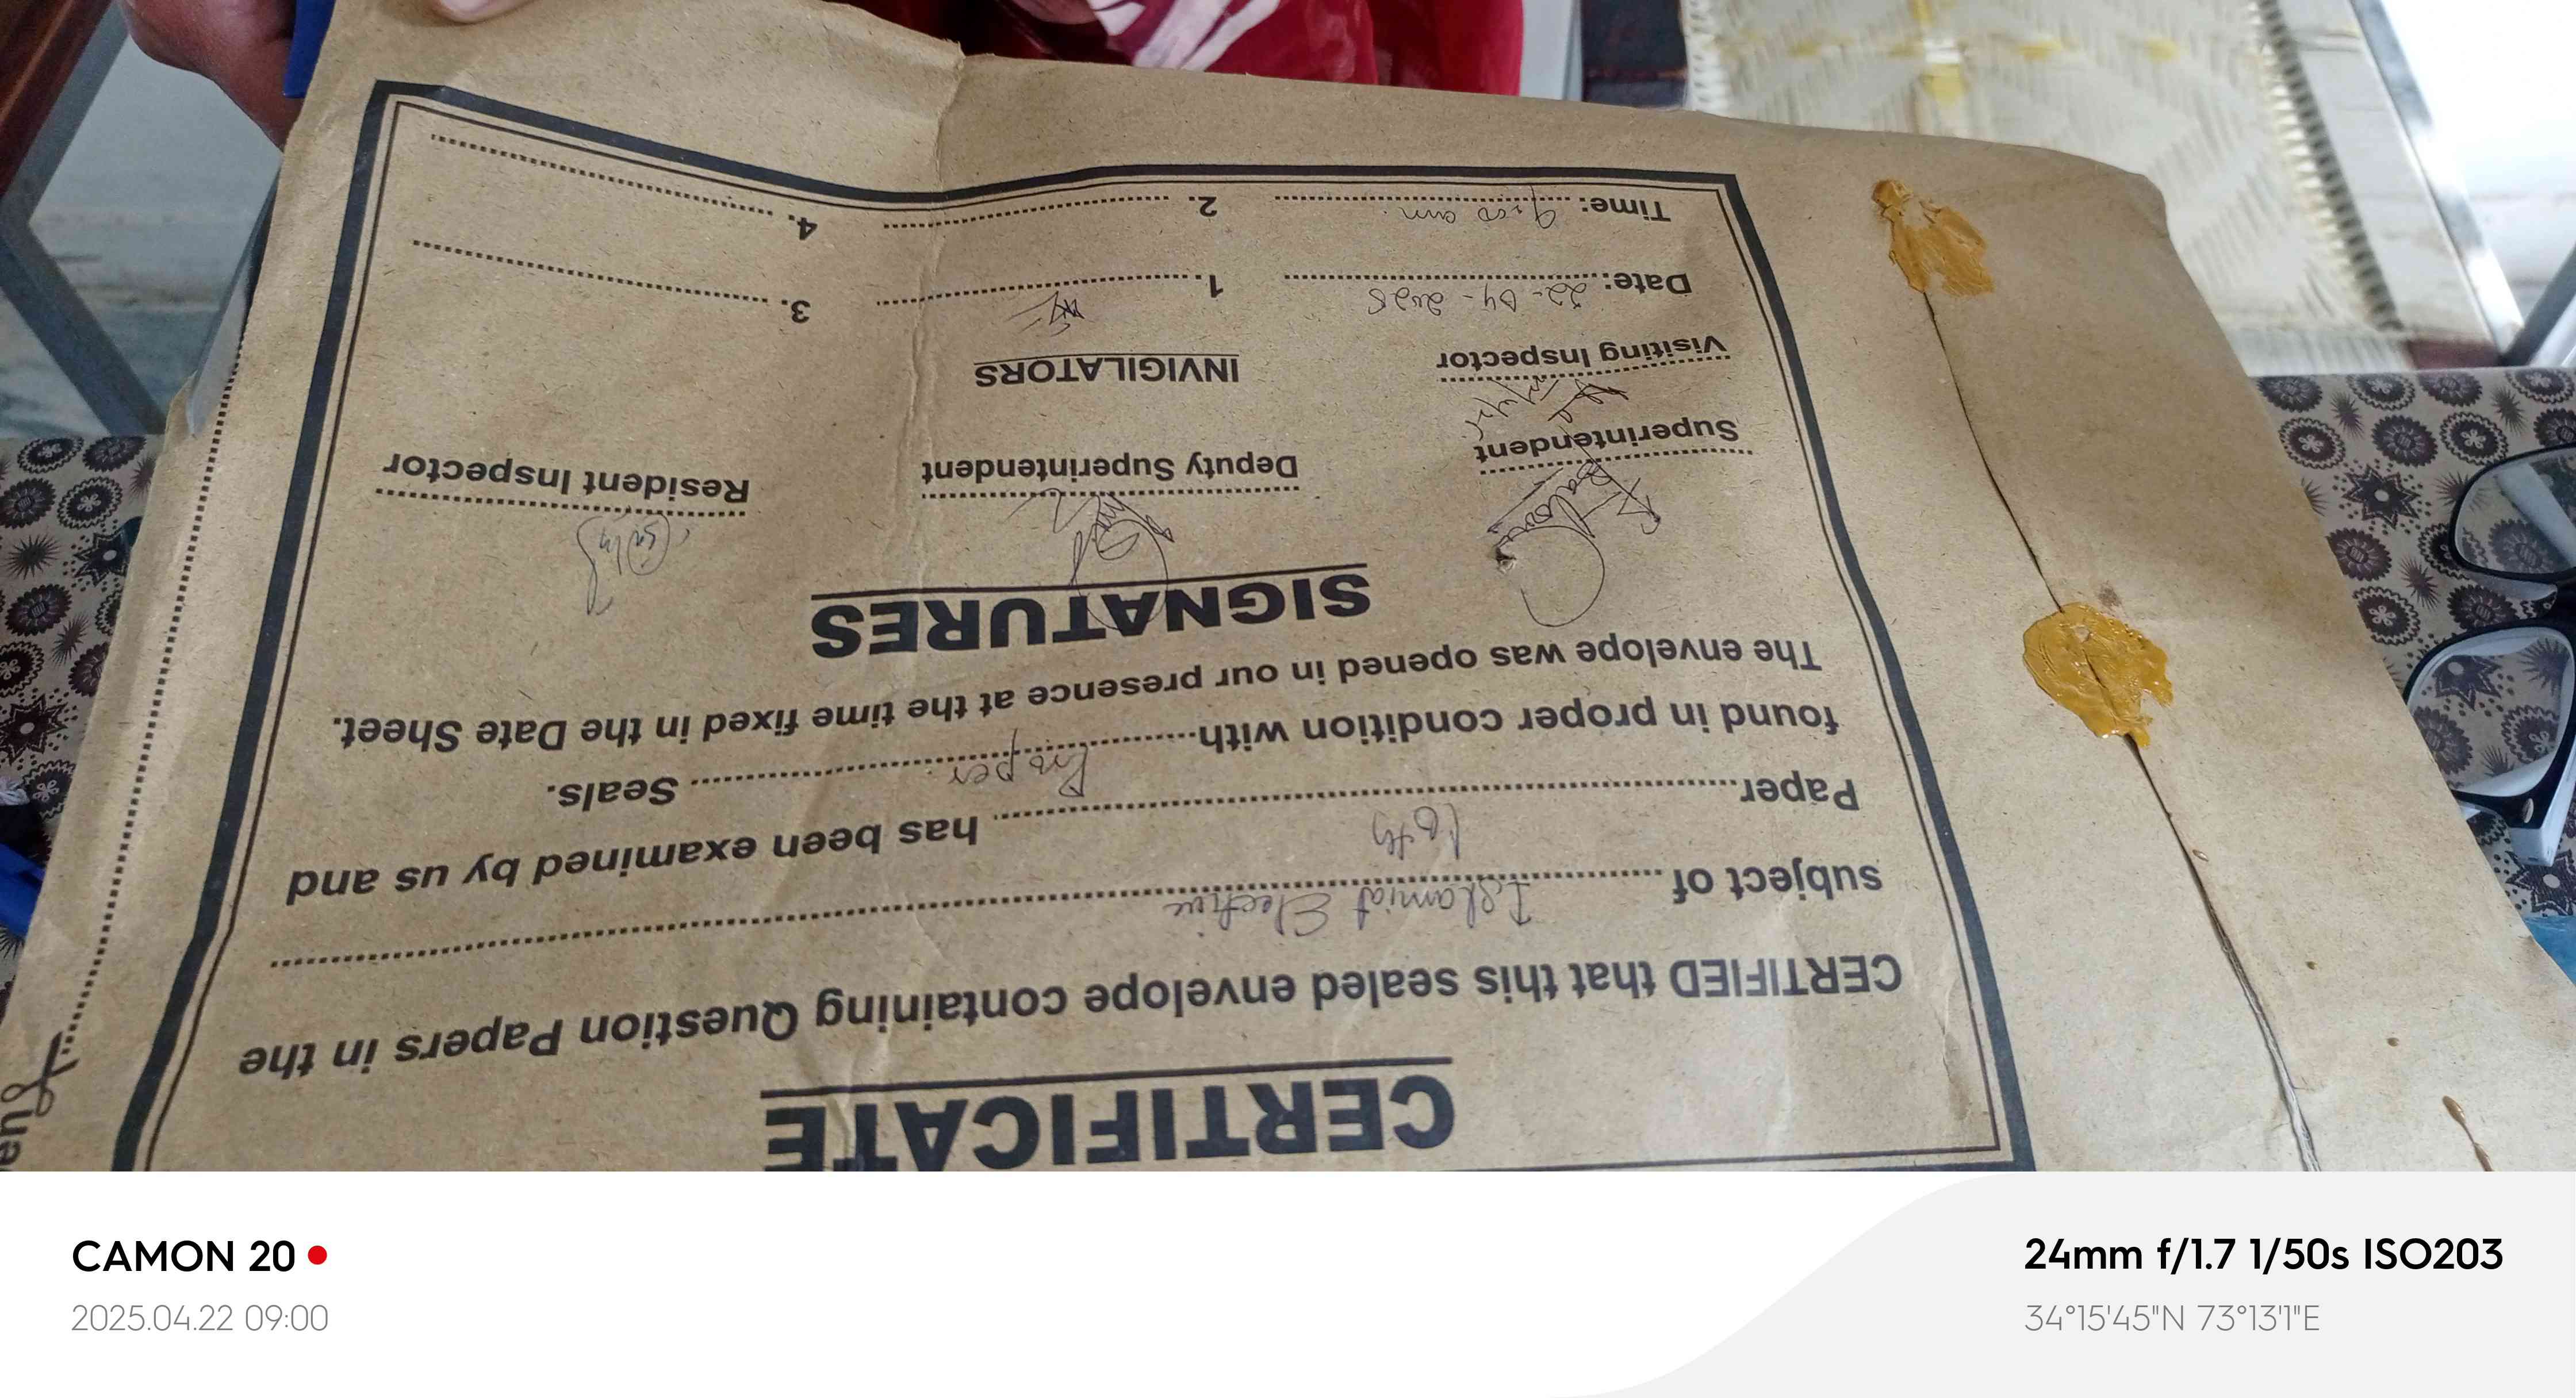 CERTIFICATE
CERTIFIED that this sealed envelope containing Question Papers in the
subject of Islamiat Elective
Paper 10th has been examined by us and
found in proper condition with Proper Seals.
The envelope was opened in our presence at the time fixed in the Date Sheet.
SIGNATURES
Superintendent Deputy Superintendent Resident Inspector
Visiting Inspector INVIGILATORS
Date: 22-04-2025 1. 3.
Time: 9:00 am 2. 4.
CAMON 20
2025.04.22 09:00
24mm f/1.7 1/50s ISO203
34°15'45"N 73°13'1"E